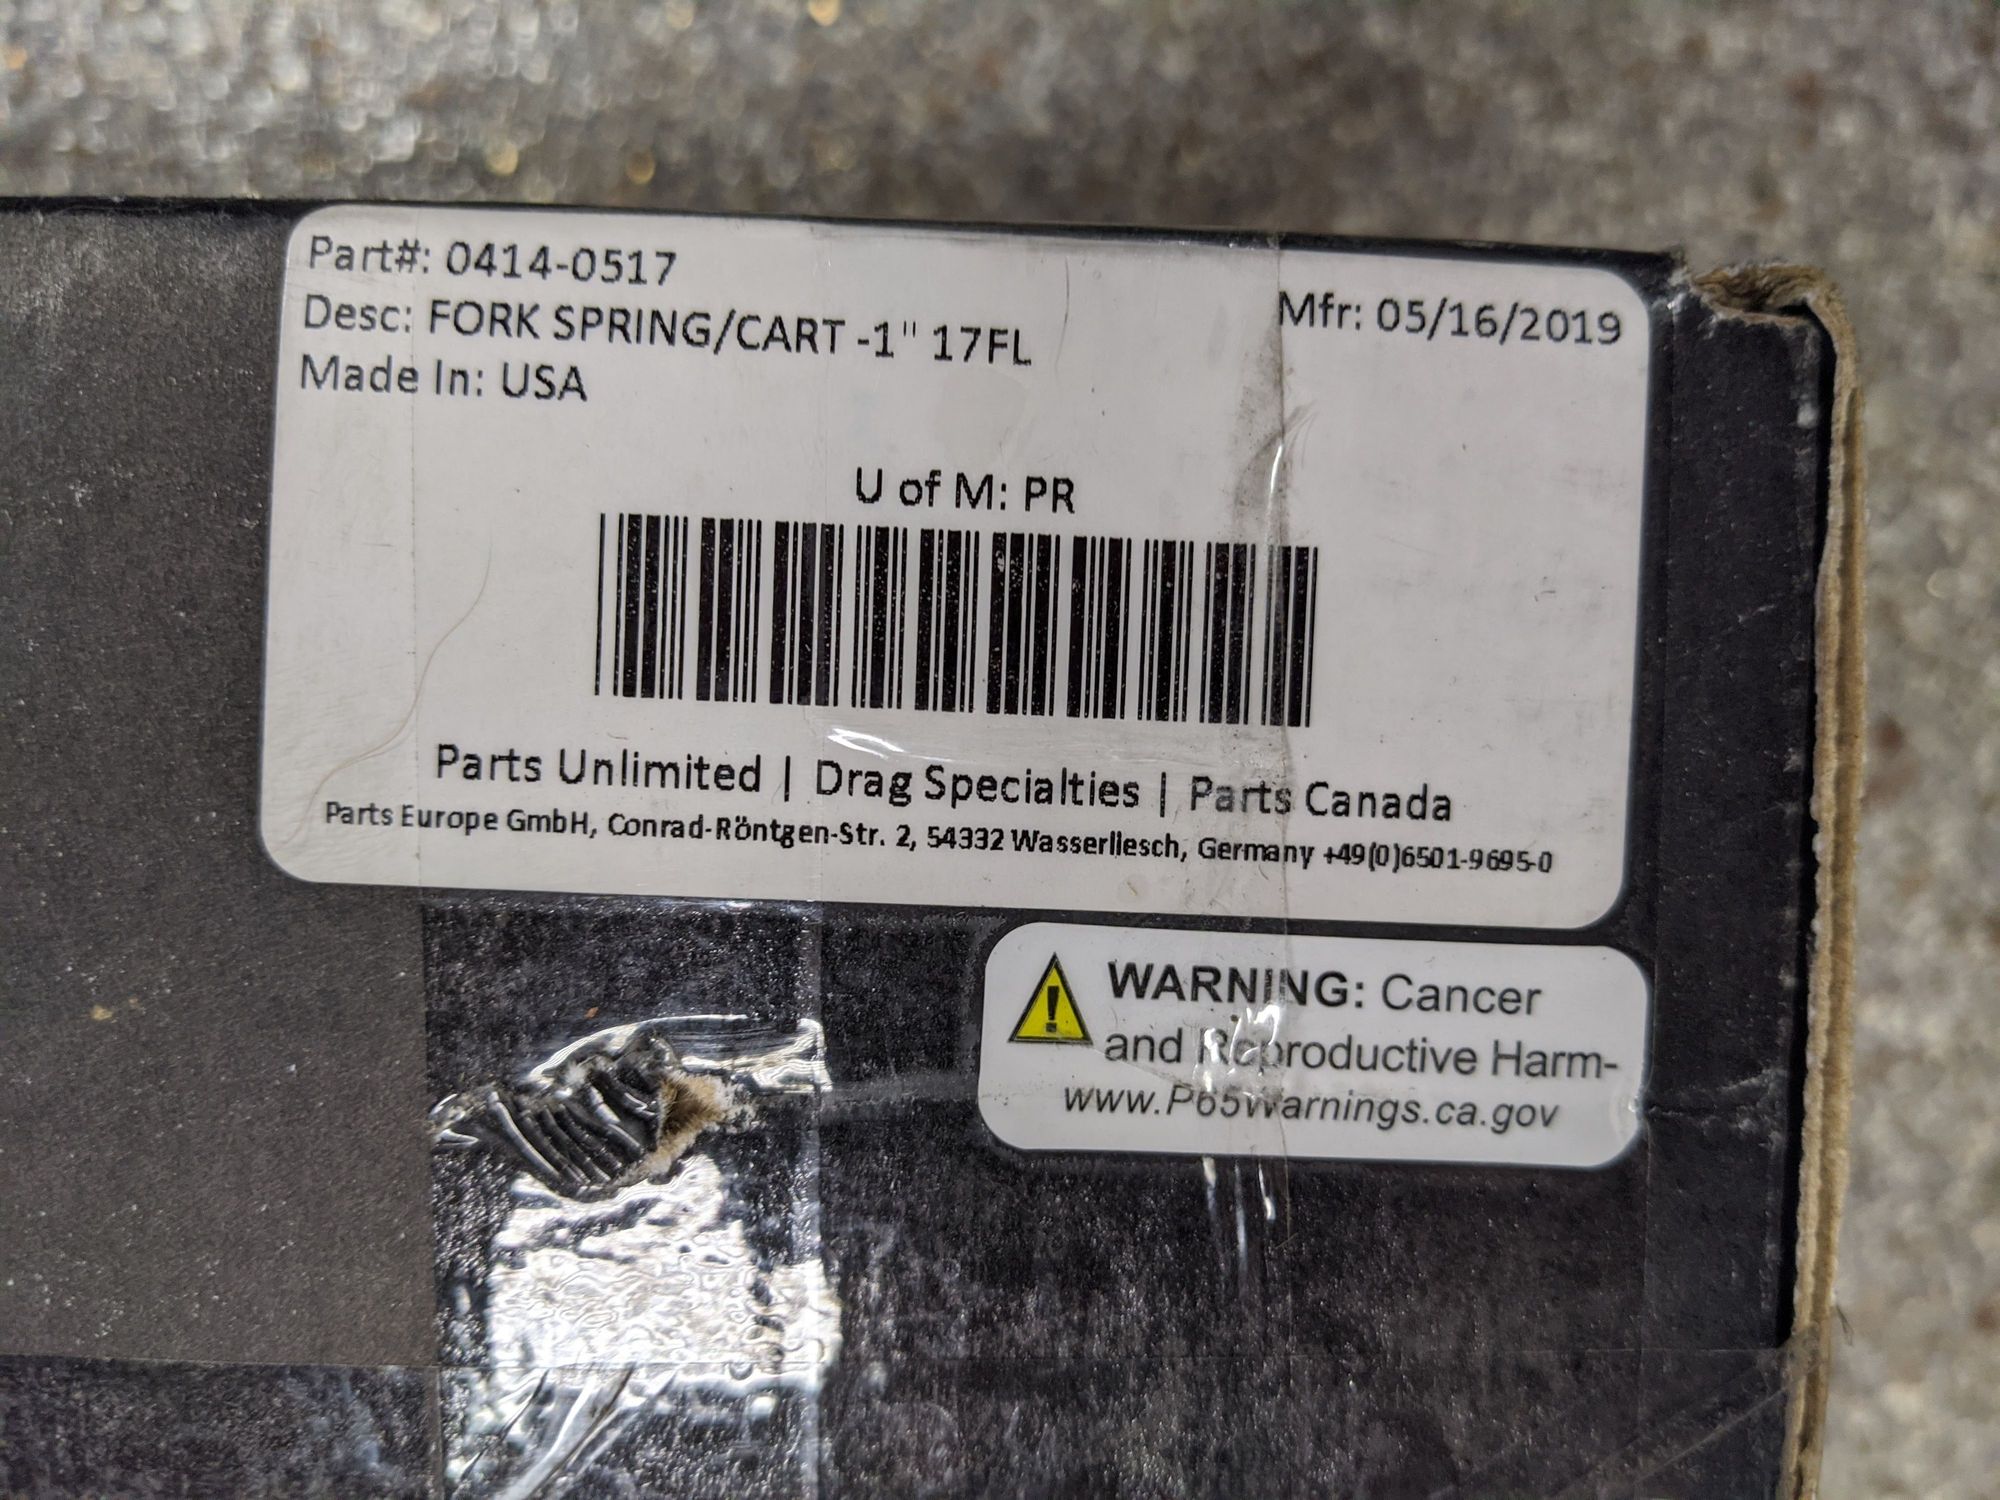 Part#: 0414-0517
Mfr: 05/16/2019
Desc: FORK SPRING/CART -1" 17FL
Made In: USA
U of M: PR
Parts Unlimited | Drag Specialties | Parts Canada
Parts Europe GmbH, Conrad-Röntgen-Str. 2, 54332 Wasserliesch, Germany +49(0)6501-9695-0
WARNING: Cancer
and Reproductive Harm-
www.P65Warnings.ca.gov